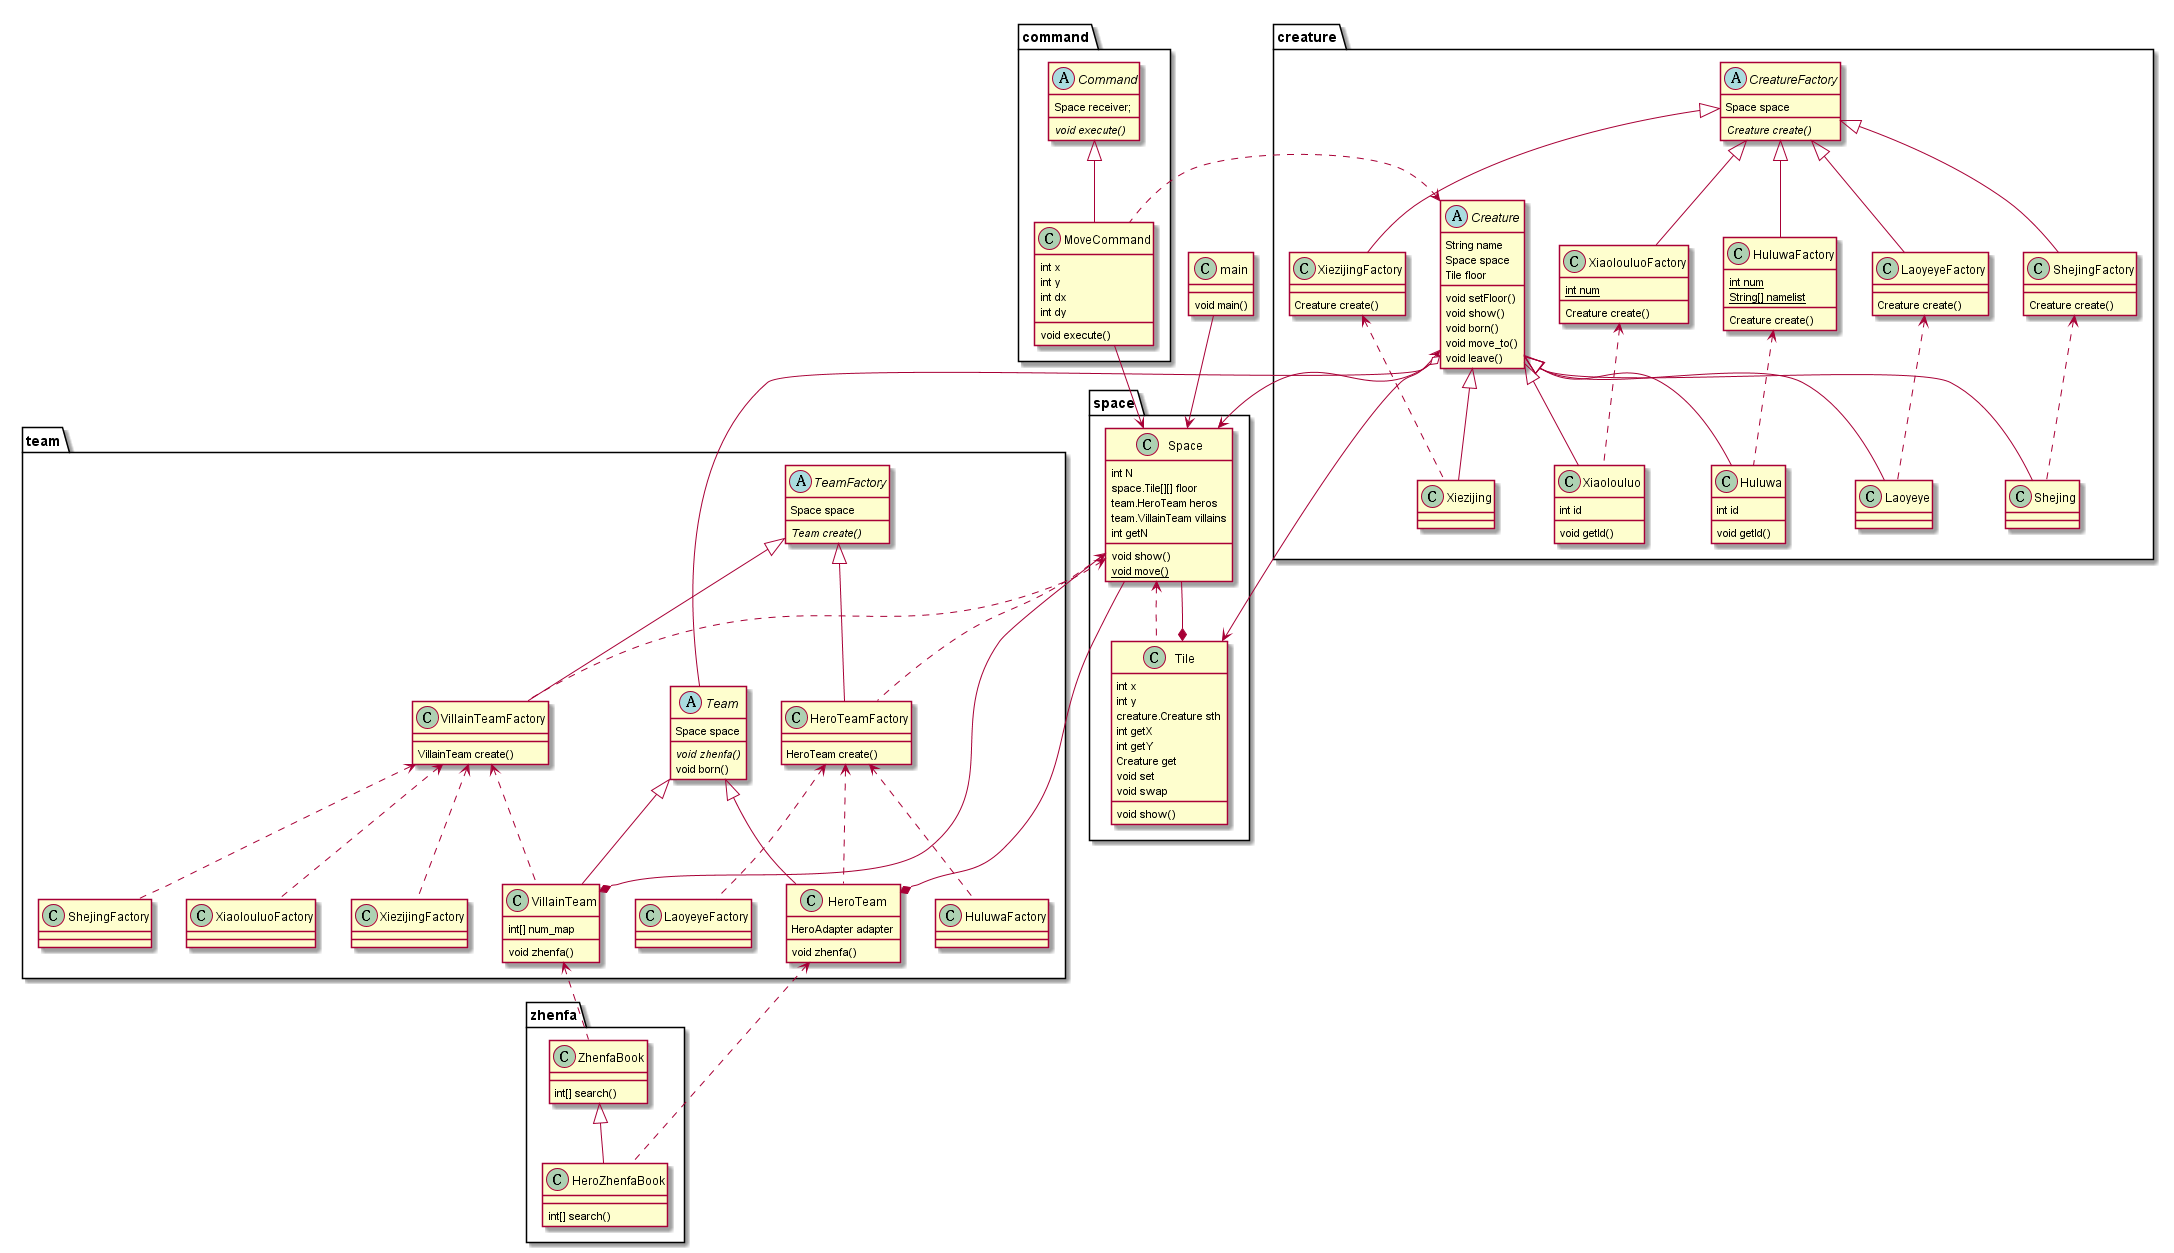 command
A Command
Space receiver;
void execute()
C MoveCommand
int x
int y
int dx
int dy
void execute()
C main
void main()
creature
A CreatureFactory
Space space
Creature create()
A Creature
String name
Space space
Tile floor
void setFloor()
void show()
void born()
void move_to()
void leave()
C XiezijingFactory
Creature create()
C XiaolouluoFactory
int num
Creature create()
C HuluwaFactory
int num
String[] namelist
Creature create()
C LaoyeyeFactory
Creature create()
C ShejingFactory
Creature create()
C Xiezijing
C Xiaolouluo
int id
void getId()
C Huluwa
int id
void getId()
C Laoyeye
C Shejing
space
C Space
int N
space.Tile[][] floor
team.HeroTeam heros
team.VillainTeam villains
int getN
void show()
void move()
C Tile
int x
int y
creature.Creature sth
int getX
int getY
Creature get
void set
void swap
void show()
team
A TeamFactory
Space space
Team create()
C VillainTeamFactory
VillainTeam create()
A Team
Space space
void zhenfa()
void born()
C HeroTeamFactory
HeroTeam create()
C ShejingFactory
C XiaolouluoFactory
C XiezijingFactory
C VillainTeam
int[] num_map
void zhenfa()
C LaoyeyeFactory
C HeroTeam
HeroAdapter adapter
void zhenfa()
C HuluwaFactory
zhenfa
C ZhenfaBook
int[] search()
C HeroZhenfaBook
int[] search()